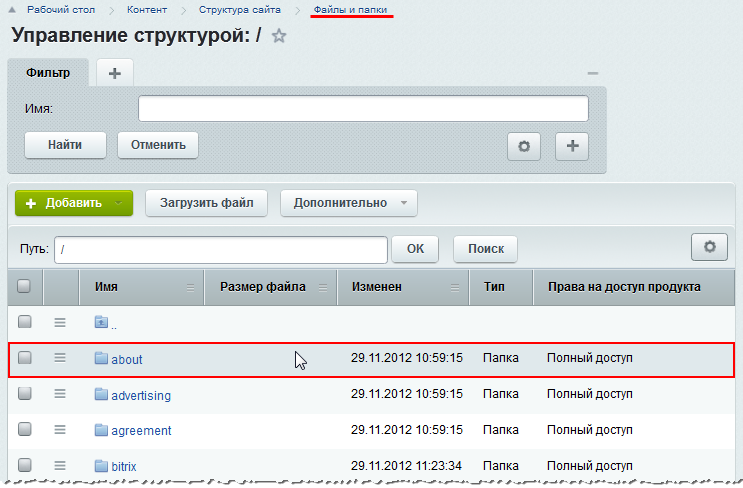 Рабочий стол Контент Структура сайта Файлы и папки
Управление структурой: /
Фильтр
Имя:
Найти Отменить
Добавить Загрузить файл Дополнительно
Путь: / OK Поиск
Имя Размер файла Изменен Тип Права на доступ продукта
..
about 29.11.2012 10:59:15 Папка Полный доступ
advertising 29.11.2012 10:59:15 Папка Полный доступ
agreement 29.11.2012 10:59:15 Папка Полный доступ
bitrix 29.11.2012 11:23:34 Папка Полный доступ